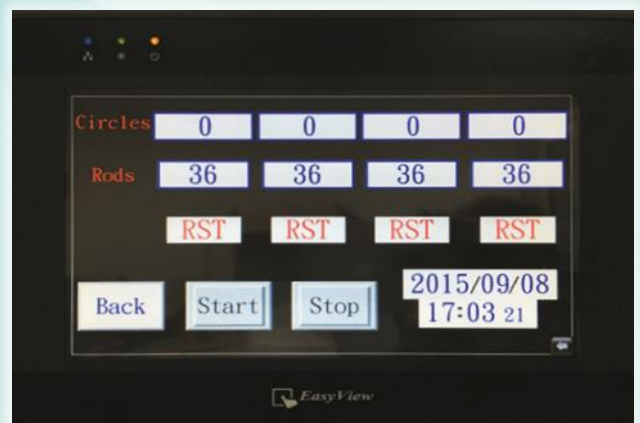 Circles 0 0 0 0
Rods 36 36 36 36
RST RST RST RST
Back Start Stop 2015/09/08
17:03 21
EasyView